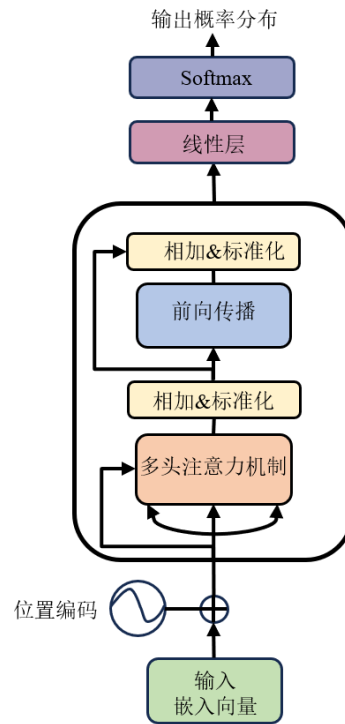 输出概率分布
Softmax
线性层
相加&标准化
前向传播
相加&标准化
多头注意力机制
位置编码
输入
嵌入向量